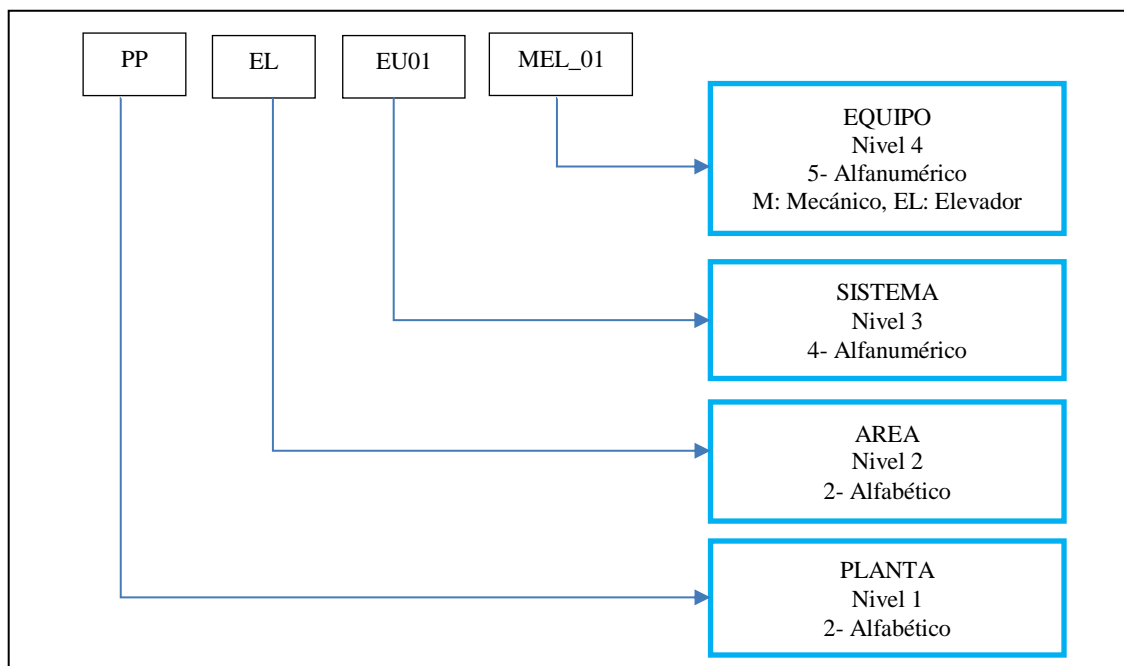 PP
EL
EU01
MEL_01
EQUIPO
Nivel 4
5- Alfanumérico
M: Mecánico, EL: Elevador
SISTEMA
Nivel 3
4- Alfanumérico
AREA
Nivel 2
2- Alfabético
PLANTA
Nivel 1
2- Alfabético